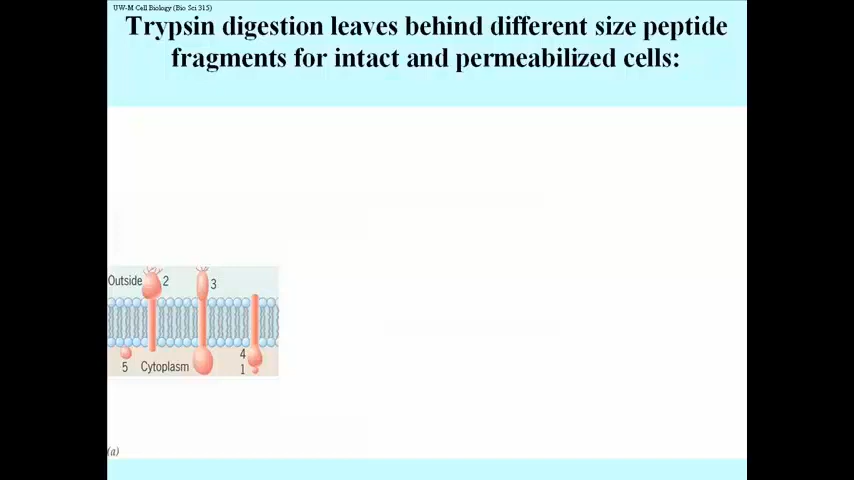 UW-M Cell Biology (Bio Sci 315)
Trypsin digestion leaves behind different size peptide
fragments for intact and permeabilized cells:
Outside 2 3
4
5 Cytoplasm 1
(a)